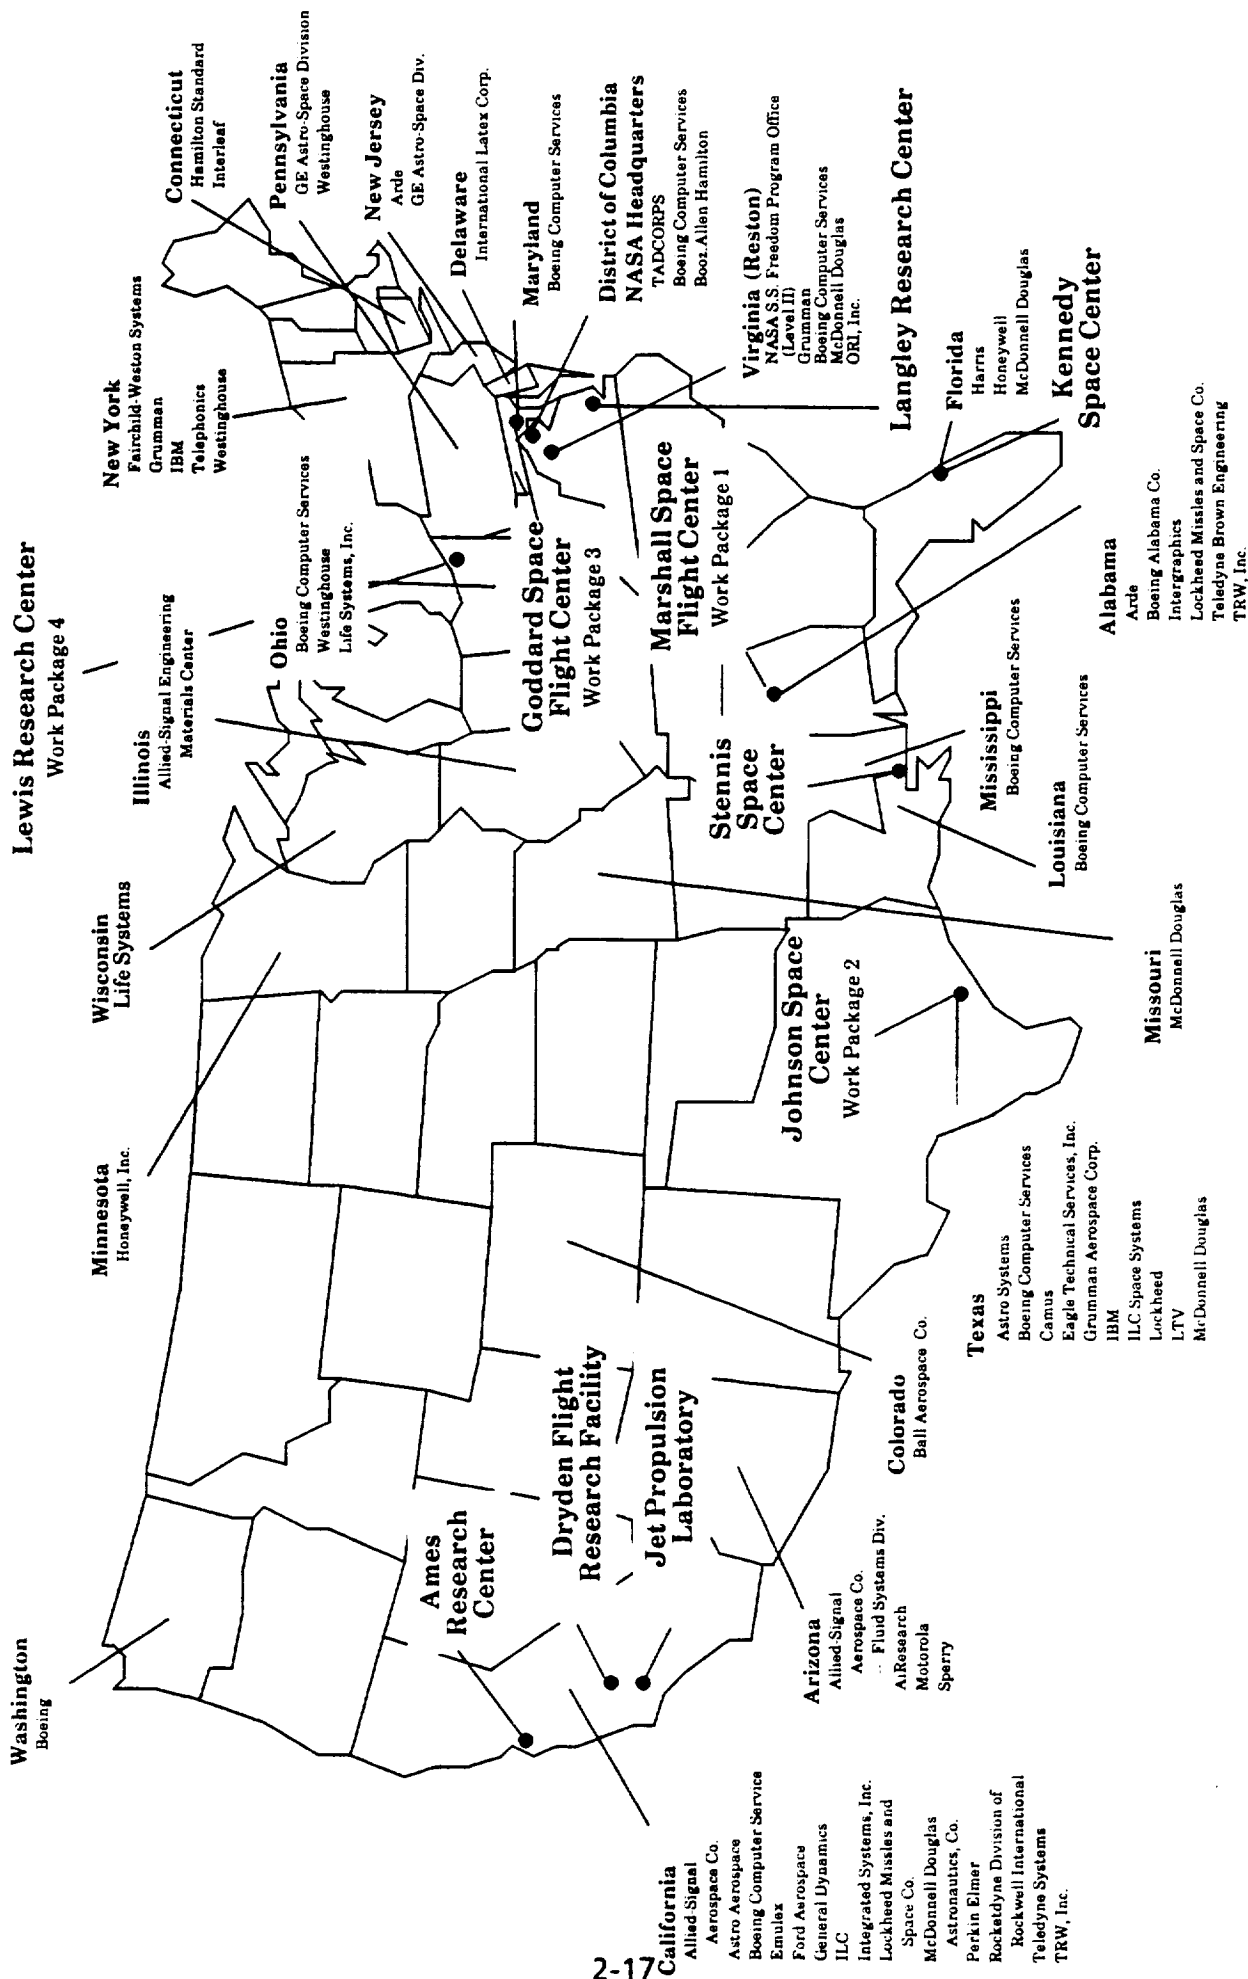 Lewis Research Center
Work Package 4
Washington
Boeing
Minnesota
Honeywell, Inc.
Wisconsin
Life Systems
Illinois
Allied-Signal Engineering
Materials Center
Ohio
Boeing Computer Services
Westinghouse
Life Systems, Inc.
New York
Fairchild-Weston Systems
Grumman
IBM
Telephonics
Westinghouse
Connecticut
Hamilton Standard
Interleaf
Pennsylvania
GE Astro-Space Division
Westinghouse
New Jersey
Arde
GE Astro-Space Div.
Delaware
International Latex Corp.
Maryland
Boeing Computer Services
District of Columbia
NASA Headquarters
TADCORPS
Boeing Computer Services
Booz.Allen Hamilton
Virginia (Reston)
NASA S.S. Freedom Program Office
(Level II)
Grumman
Boeing Computer Services
McDonnell Douglas
ORI, Inc.
Langley Research Center
Florida
Harris
Honeywell
McDonnell Douglas
Kennedy
Space Center
Goddard Space
Flight Center
Work Package 3
Marshall Space
Flight Center
Work Package 1
Stennis
Space
Center
Johnson Space
Center
Work Package 2
Ames
Research
Center
Dryden Flight
Research Facility
Jet Propulsion
Laboratory
Alabama
Arde
Boeing Alabama Co.
Intergraphics
Lockheed Missles and Space Co.
Teledyne Brown Engineering
TRW, Inc.
Mississippi
Boeing Computer Services
Louisiana
Boeing Computer Services
Missouri
McDonnell Douglas
Texas
Astro Systems
Boeing Computer Services
Camus
Eagle Technical Services, Inc.
Grumman Aerospace Corp.
IBM
ILC Space Systems
Lockheed
LTV
McDonnell Douglas
Colorado
Ball Aerospace Co.
Arizona
Allied-Signal
Aerospace Co.
-- Fluid Systems Div.
AiResearch
Motorola
Sperry
California
Allied-Signal
Aerospace Co.
Astro Aerospace
Boeing Computer Service
Emulex
Ford Aerospace
General Dynamics
ILC
Integrated Systems, Inc.
Lockheed Missles and
Space Co.
McDonnell Douglas
Astronautics, Co.
Perkin Elmer
Rocketdyne Division of
Rockwell International
Teledyne Systems
TRW, Inc.
2-17